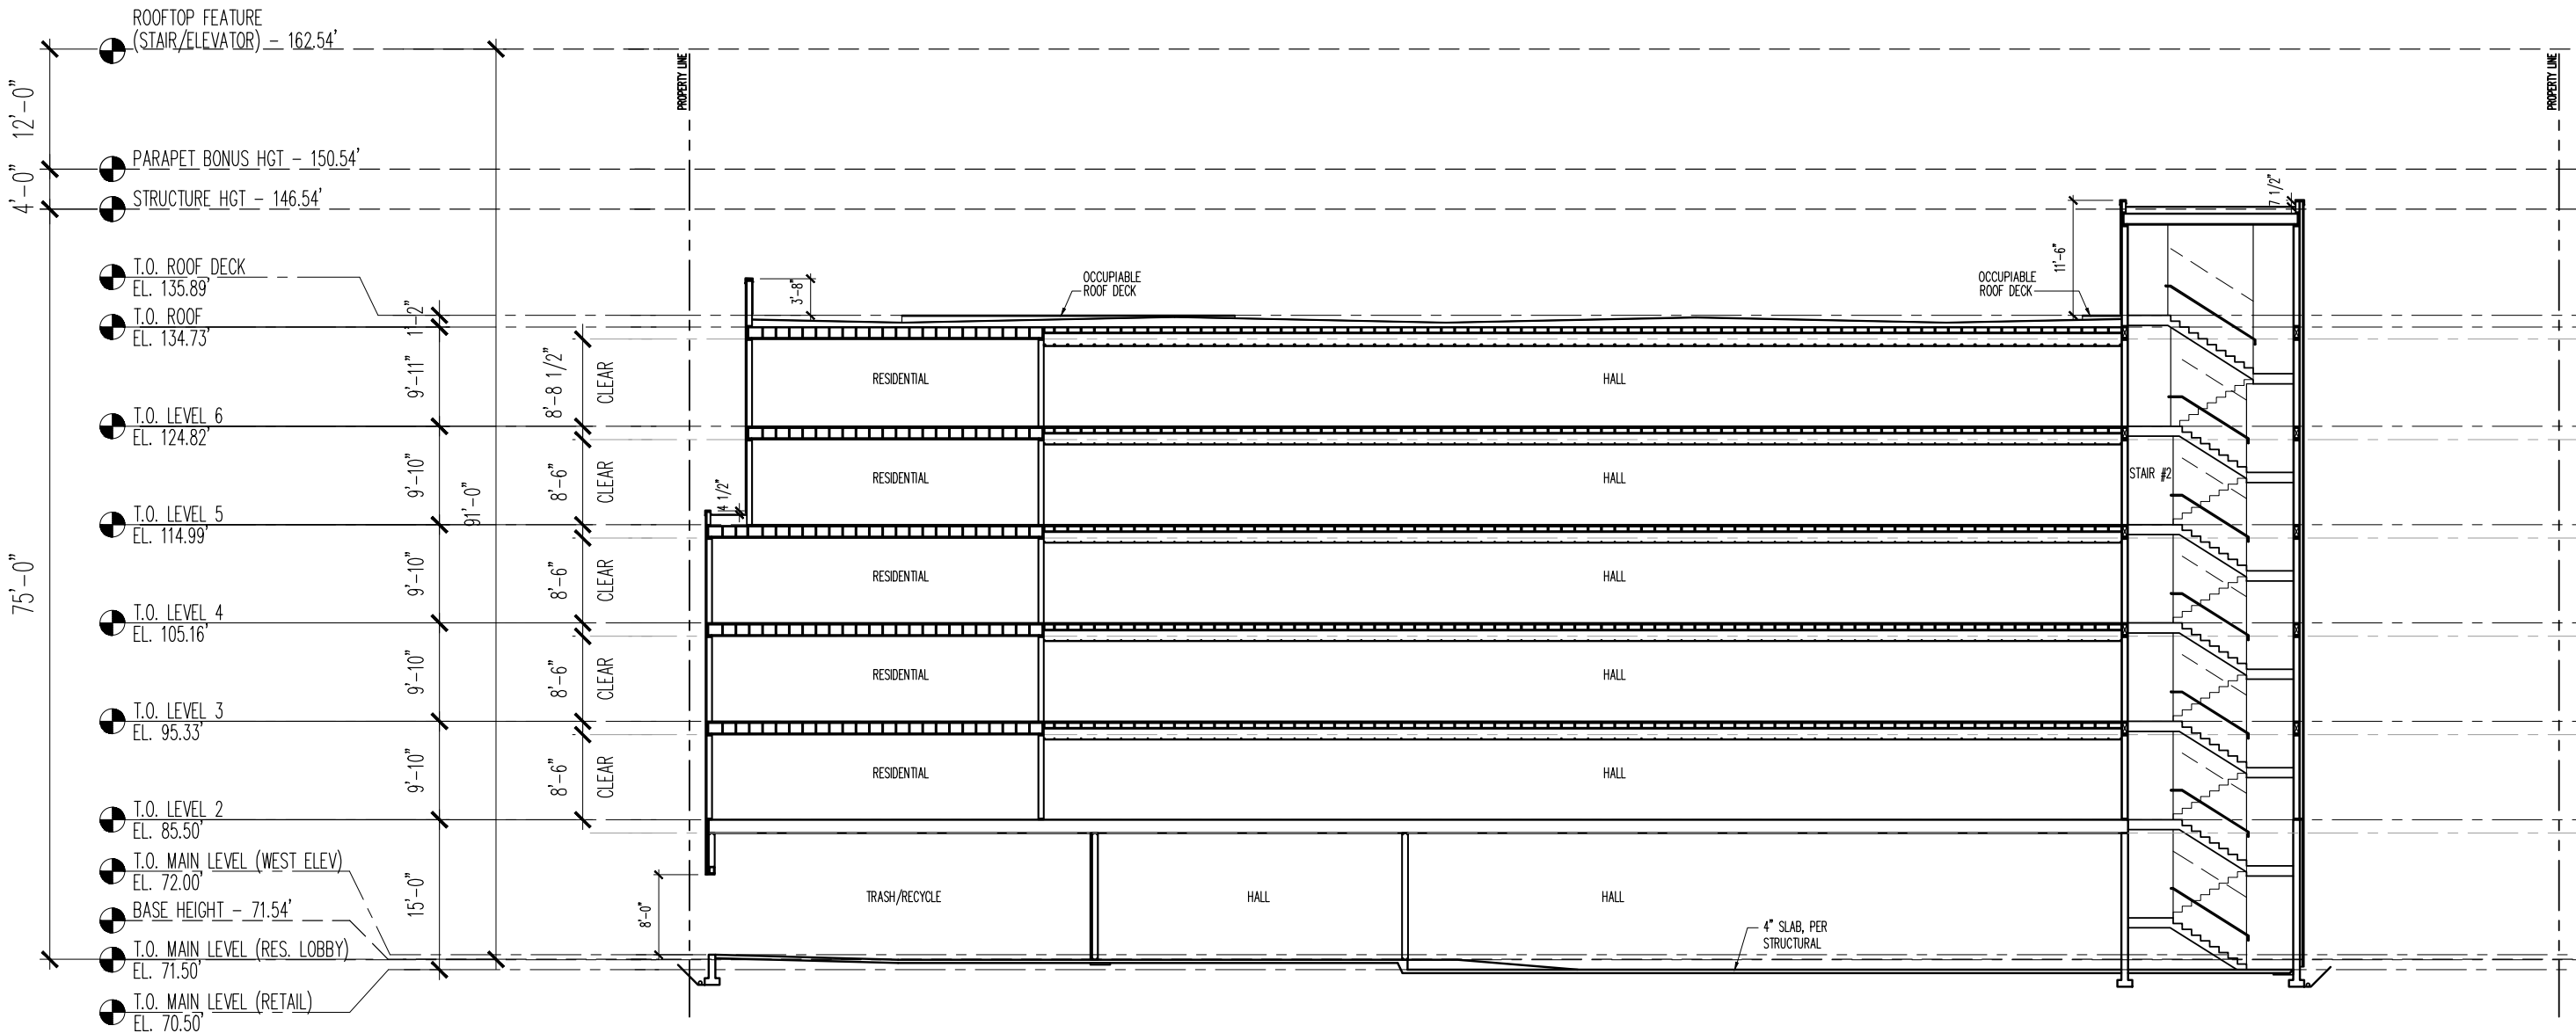 ROOFTOP FEATURE
(STAIR/ELEVATOR) - 162.54'
PARAPET BONUS HGT - 150.54'
STRUCTURE HGT - 146.54'
T.O. ROOF DECK
EL. 135.89'
T.O. ROOF
EL. 134.73'
T.O. LEVEL 6
EL. 124.82'
T.O. LEVEL 5
EL. 114.99'
T.O. LEVEL 4
EL. 105.16'
T.O. LEVEL 3
EL. 95.33'
T.O. LEVEL 2
EL. 85.50'
T.O. MAIN LEVEL (WEST ELEV)
EL. 72.00'
BASE HEIGHT - 71.54'
T.O. MAIN LEVEL (RES. LOBBY)
EL. 71.50'
T.O. MAIN LEVEL (RETAIL)
EL. 70.50'
12'-0"
4'-0"
75'-0"
1'-2"
9'-11"
9'-10"
9'-10"
9'-10"
9'-10"
15'-0"
91'-0"
8'-8 1/2"
CLEAR
8'-6"
CLEAR
8'-6"
CLEAR
8'-6"
CLEAR
8'-6"
CLEAR
8'-0"
PROPERTY LINE
PROPERTY LINE
3'-8"
4 1/2"
OCCUPIABLE
ROOF DECK
OCCUPIABLE
ROOF DECK
11'-6"
7 1/2"
RESIDENTIAL
HALL
RESIDENTIAL
HALL
STAIR #2
RESIDENTIAL
HALL
RESIDENTIAL
HALL
RESIDENTIAL
HALL
TRASH/RECYCLE
HALL
HALL
4" SLAB, PER
STRUCTURAL